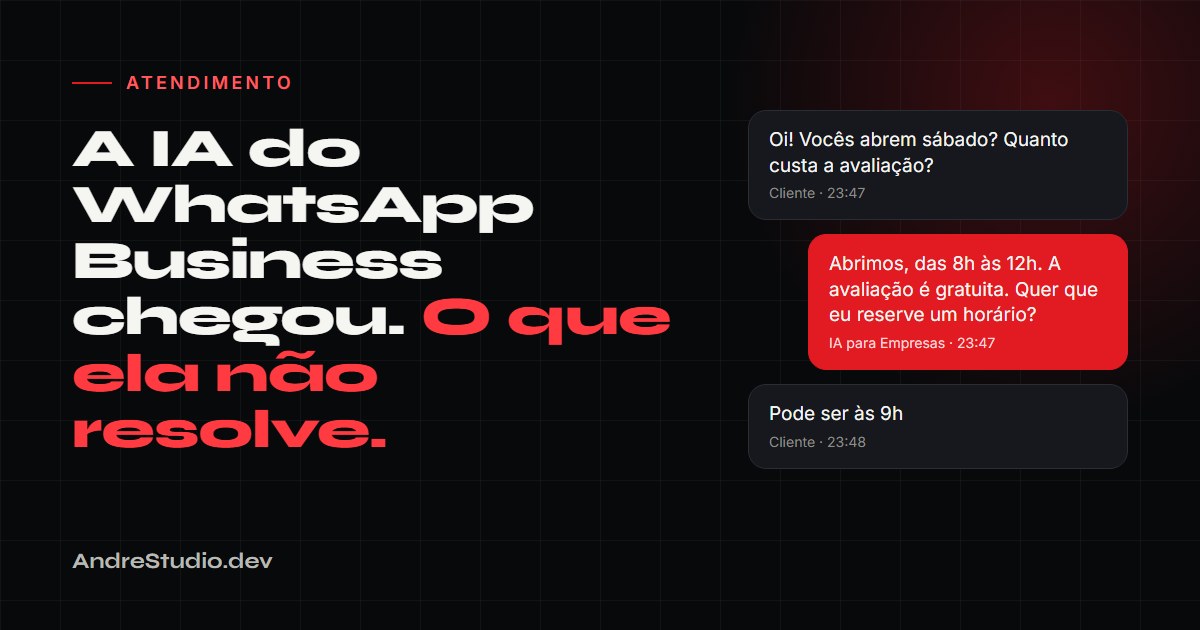 ATENDIMENTO
A IA do
WhatsApp
Business
chegou. O que
ela não
resolve.
AndreStudio.dev
Oi! Vocês abrem sábado? Quanto
custa a avaliação?
Cliente · 23:47
Abrimos, das 8h às 12h. A
avaliação é gratuita. Quer que
eu reserve um horário?
IA para Empresas · 23:47
Pode ser às 9h
Cliente · 23:48